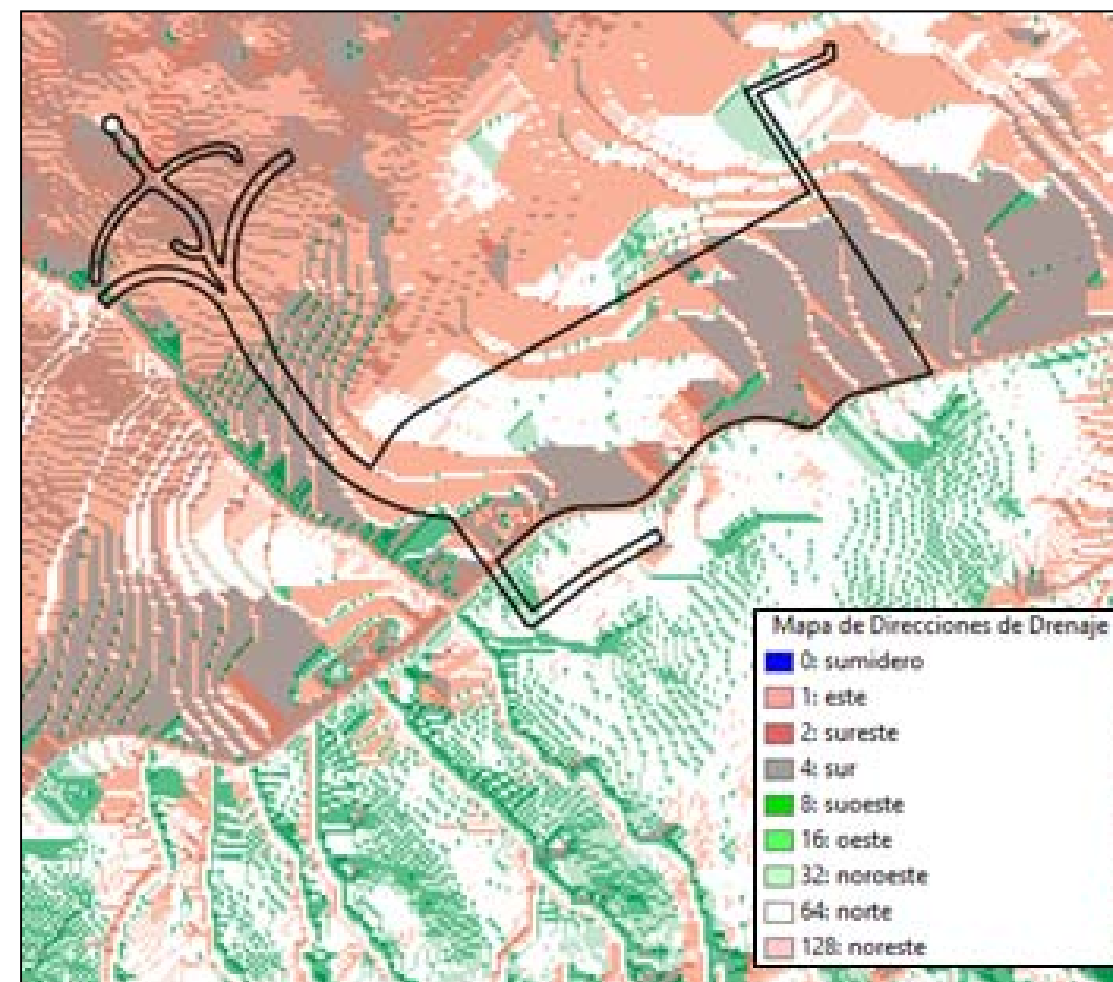 Mapa de Direcciones de Drenaje
0: sumidero
1: este
2: sureste
4: sur
8: suoeste
16: oeste
32: noroeste
64: norte
128: noreste